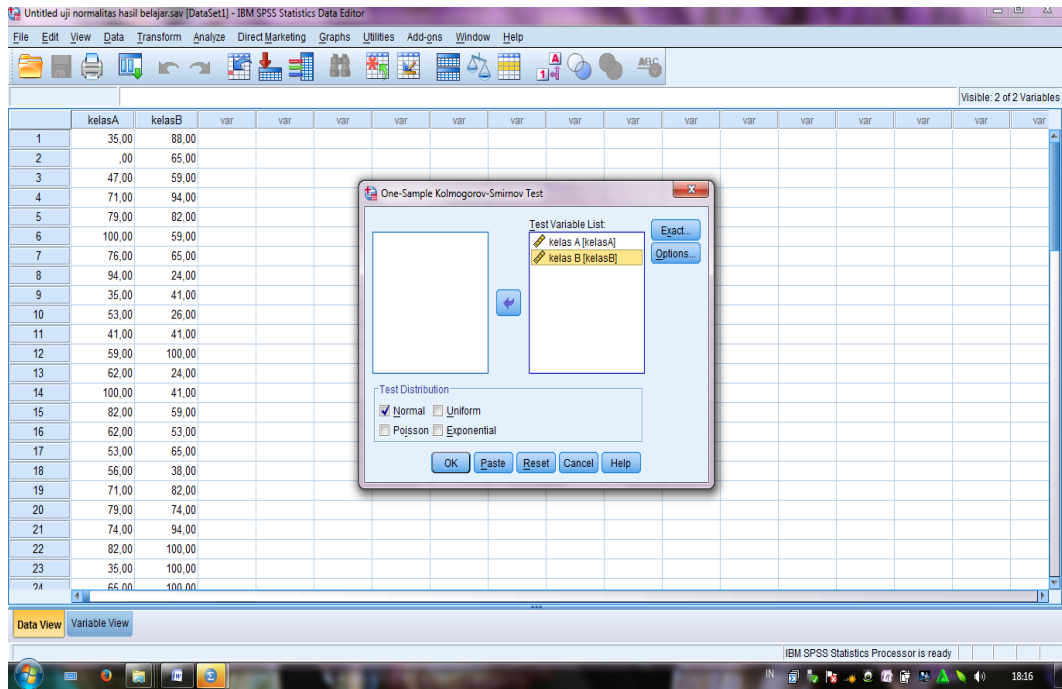 Untitled uji normalitas hasil belajar.sav [DataSet1] - IBM SPSS Statistics Data Editor
File Edit View Data Transform Analyze Direct Marketing Graphs Utilities Add-ons Window Help
Visible: 2 of 2 Variables
kelasA kelasB var var var var var var var var var var var var var var var
1 35,00 88,00
2 ,00 65,00
3 47,00 59,00
4 71,00 94,00
5 79,00 82,00
6 100,00 59,00
7 76,00 65,00
8 94,00 24,00
9 35,00 41,00
10 53,00 26,00
11 41,00 41,00
12 59,00 100,00
13 62,00 24,00
14 100,00 41,00
15 82,00 59,00
16 62,00 53,00
17 53,00 65,00
18 56,00 38,00
19 71,00 82,00
20 79,00 74,00
21 74,00 94,00
22 82,00 100,00
23 35,00 100,00
24 65,00 100,00
One-Sample Kolmogorov-Smirnov Test
Test Variable List:
kelas A [kelasA]
kelas B [kelasB]
Exact...
Options...
Test Distribution
Normal Uniform
Poisson Exponential
OK Paste Reset Cancel Help
Data View Variable View
IBM SPSS Statistics Processor is ready
IN 18:16